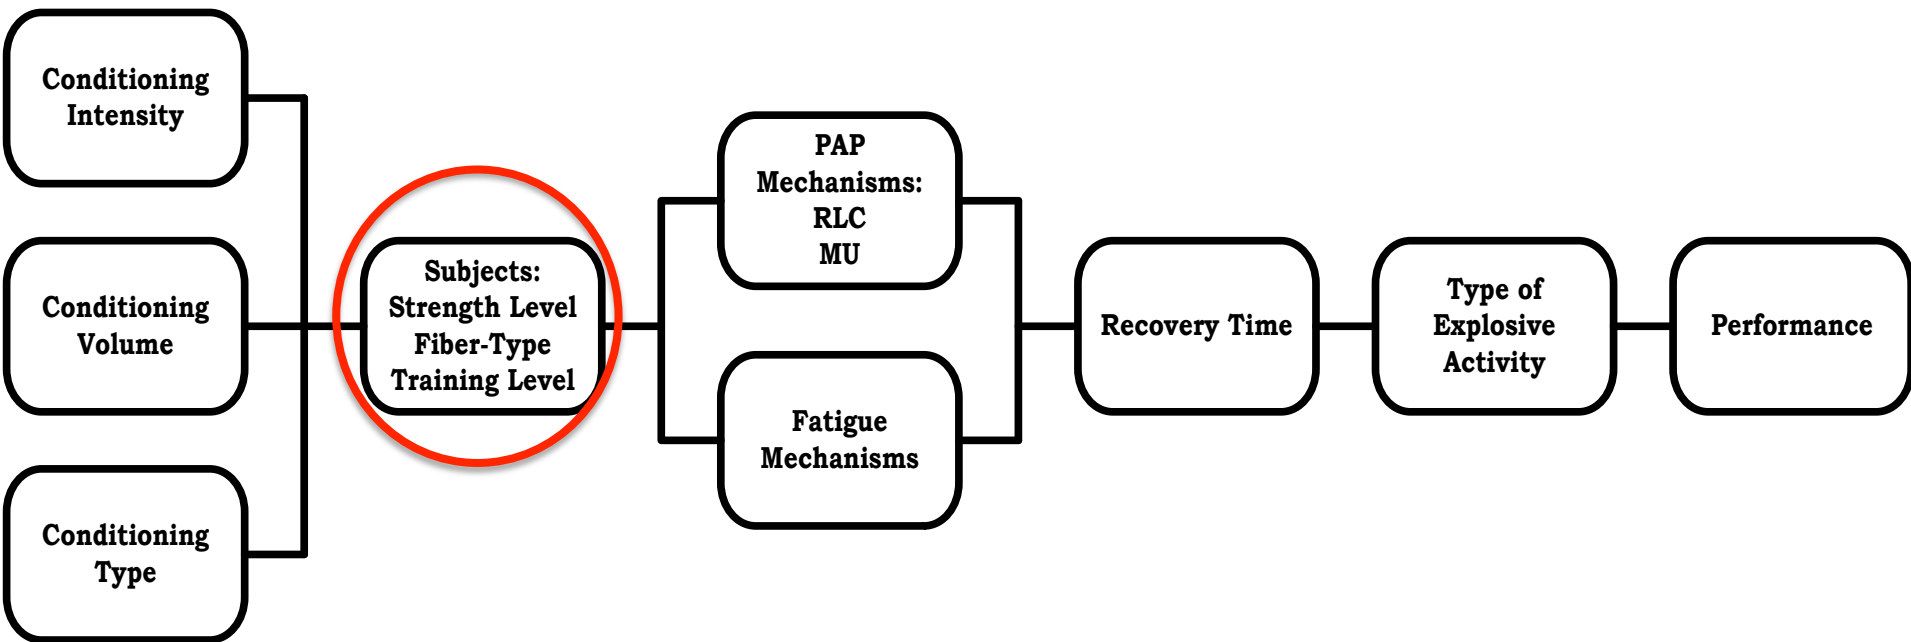 Conditioning
Intensity
Conditioning
Volume
Conditioning
Type
Subjects:
Strength Level
Fiber-Type
Training Level
PAP
Mechanisms:
RLC
MU
Fatigue
Mechanisms
Recovery Time
Type of
Explosive
Activity
Performance